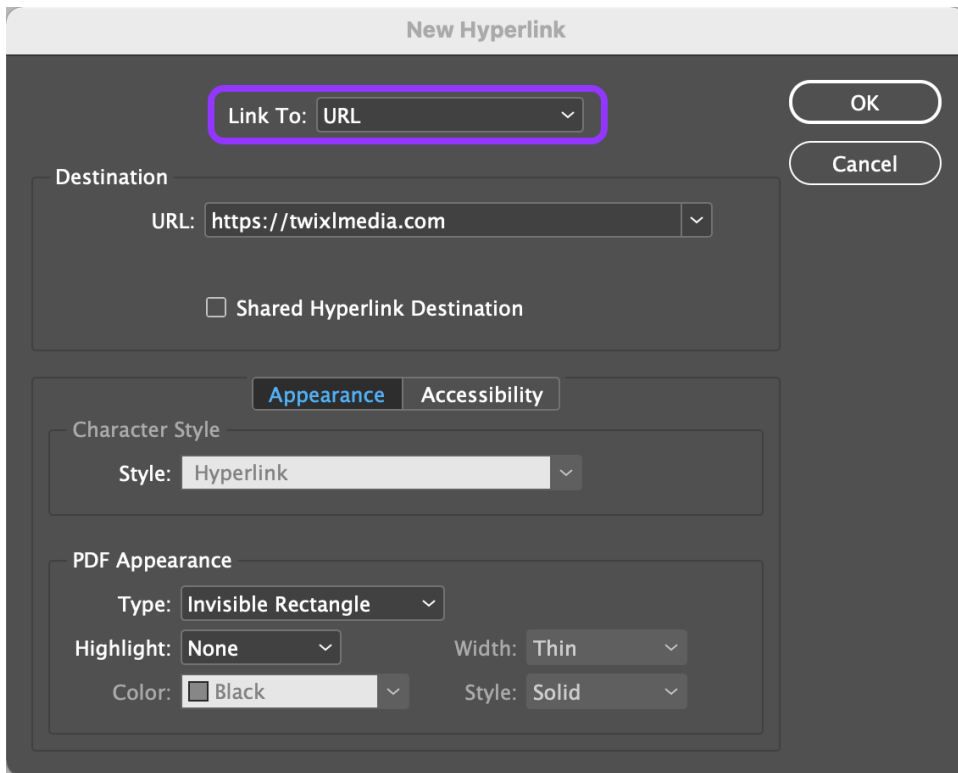 New Hyperlink
Link To: URL
OK
Cancel
Destination
URL: https://twixlmedia.com
Shared Hyperlink Destination
Appearance Accessibility
Character Style
Style: Hyperlink
PDF Appearance
Type: Invisible Rectangle
Highlight: None Width: Thin
Color: Black Style: Solid